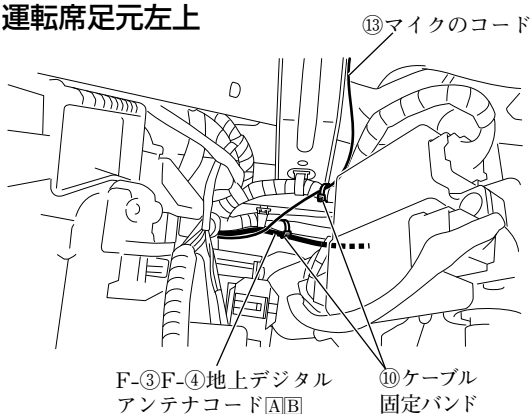 運転席足元左上
⑬マイクのコード
F-③F-④地上デジタル
アンテナコードAB
⑩ケーブル
固定バンド